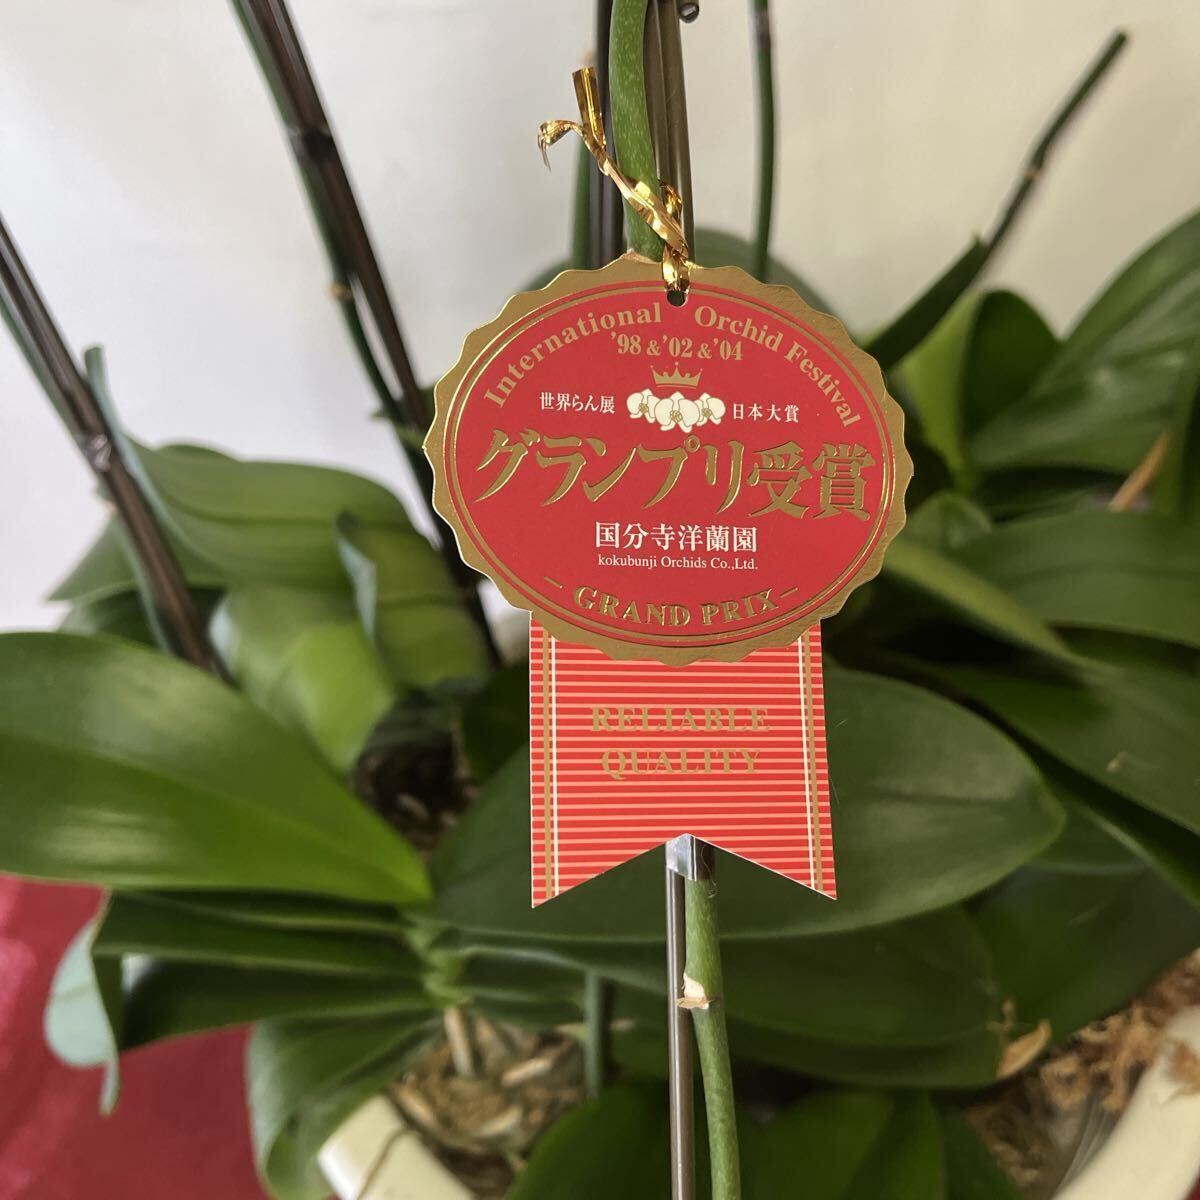 International Orchid Festival
'98 & '02 & '04
世界らん展 日本大賞
グランプリ受賞
国分寺洋蘭園
kokubunji Orchids Co.,Ltd.
- GRAND PRIX -
RELIABLE
QUALITY